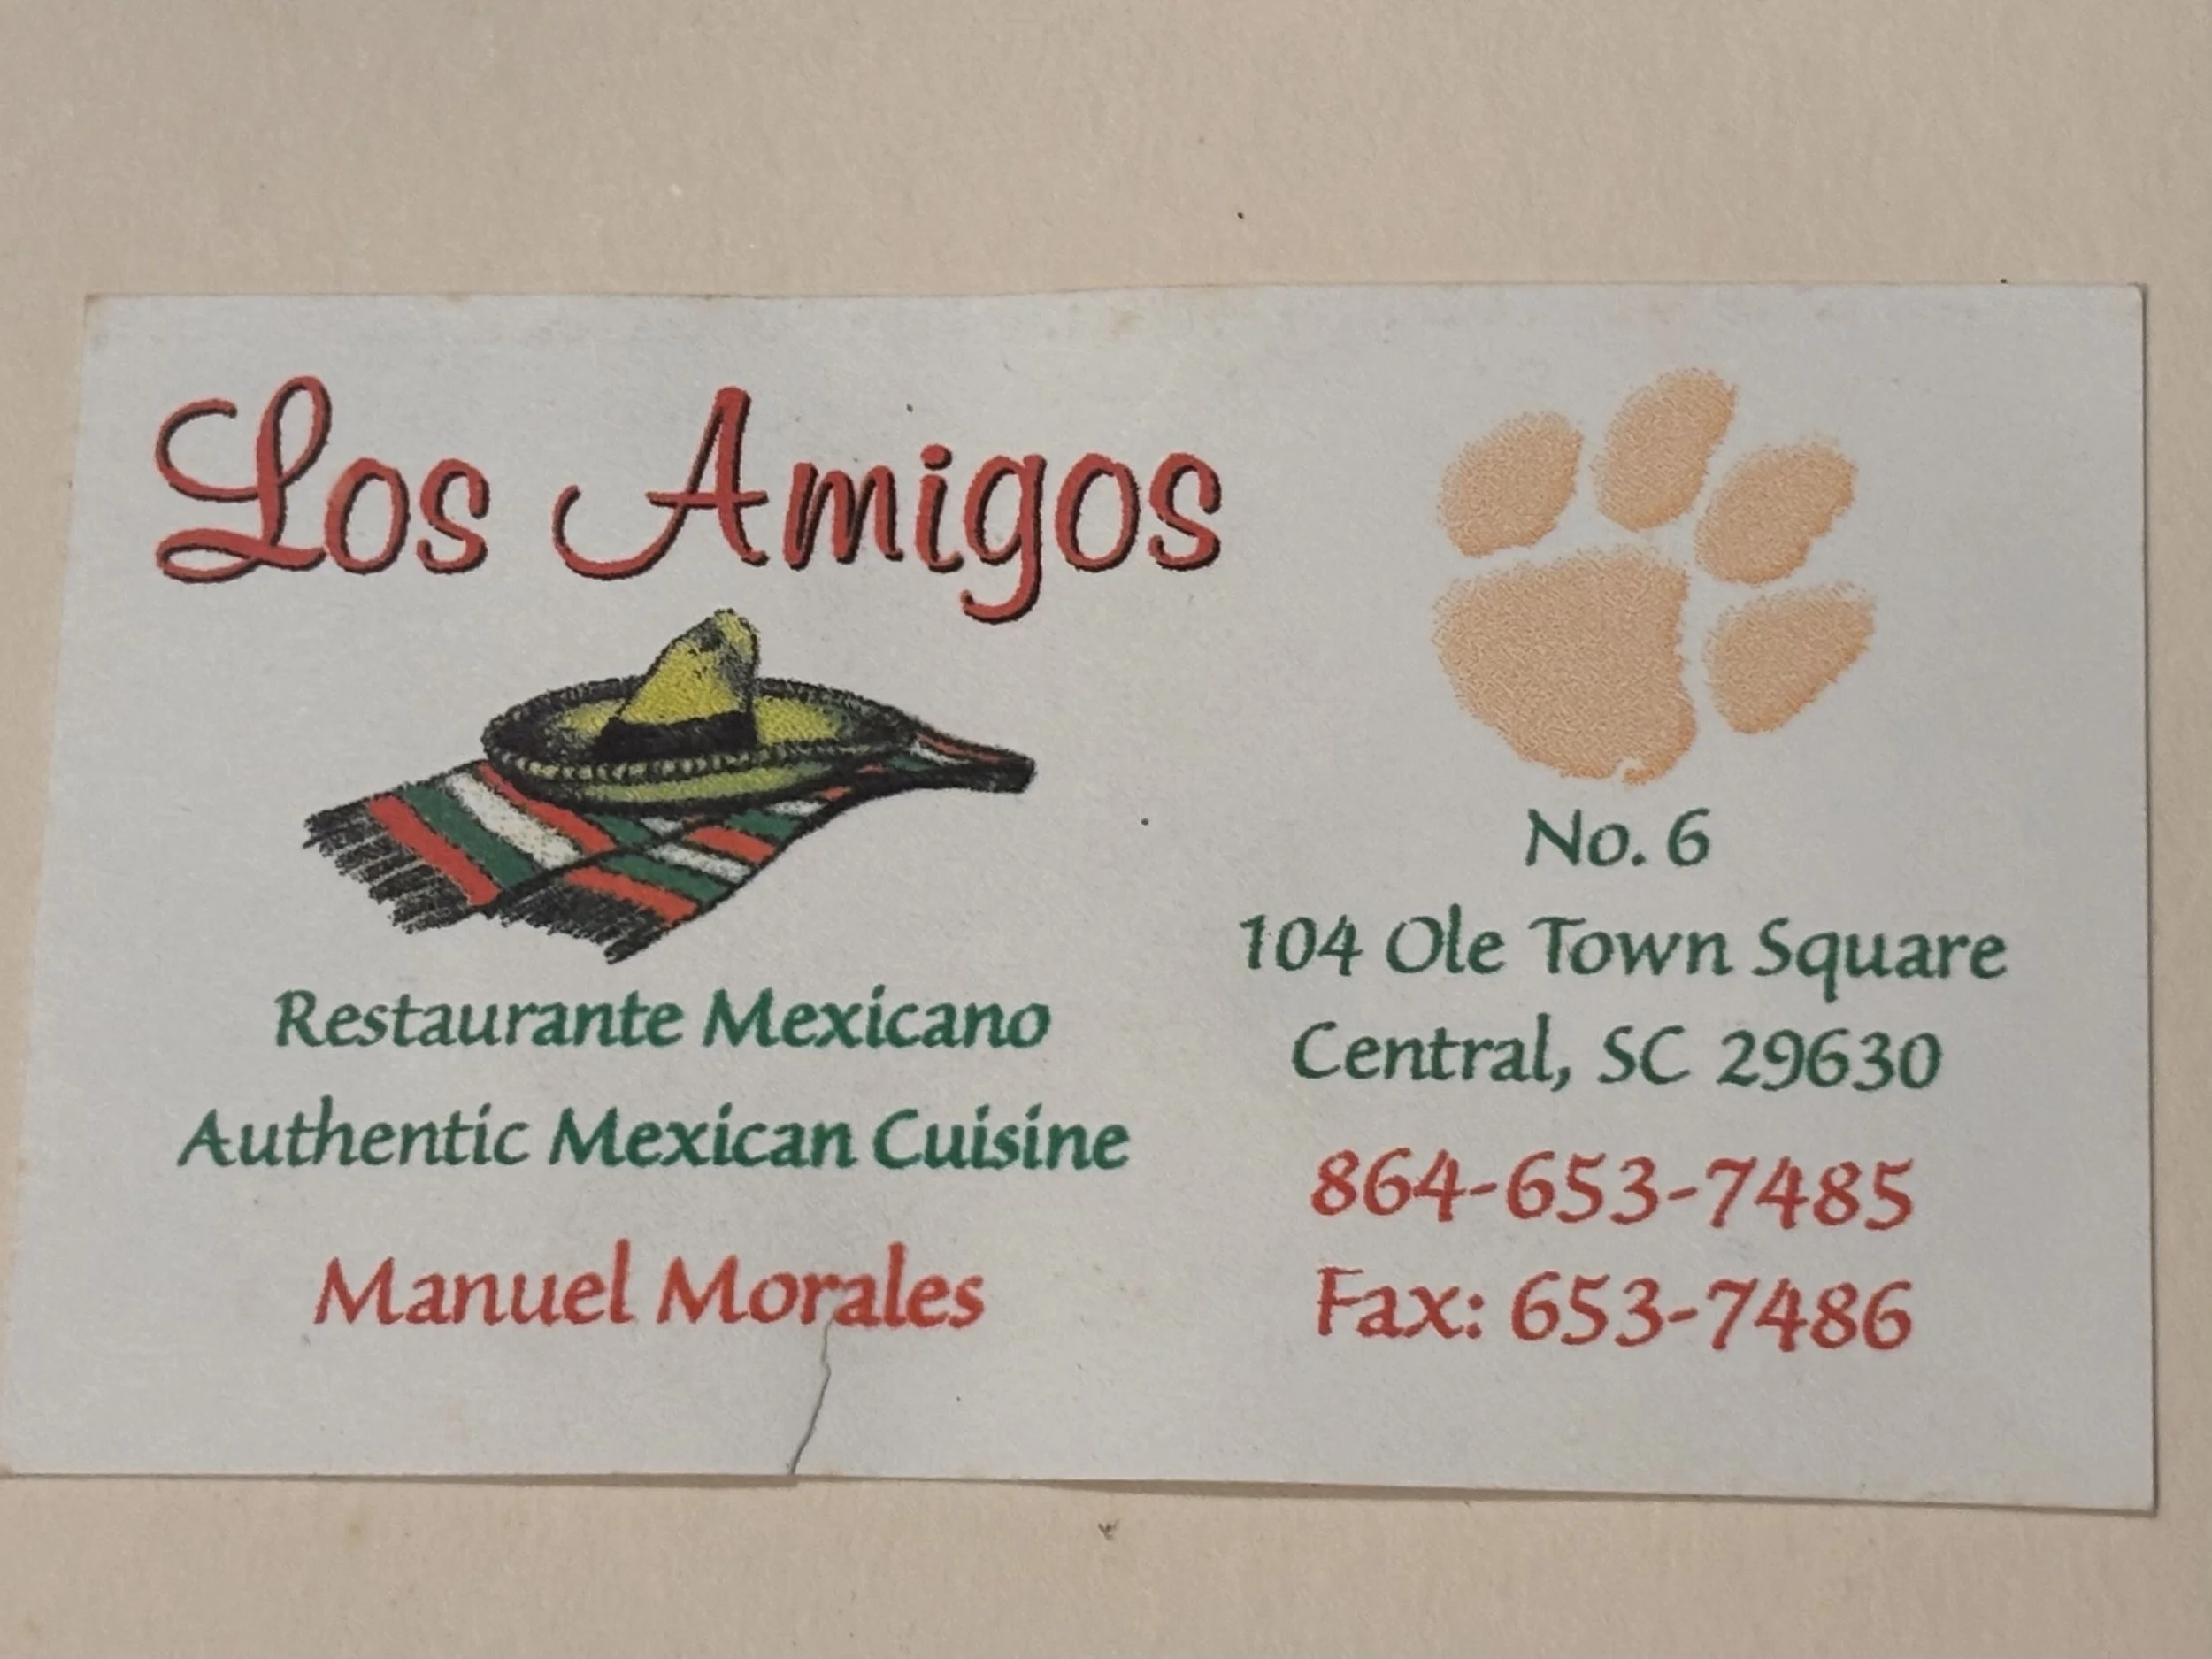 Los Amigos
Restaurante Mexicano
Authentic Mexican Cuisine
Manuel Morales
No. 6
104 Ole Town Square
Central, SC 29630
864-653-7485
Fax: 653-7486